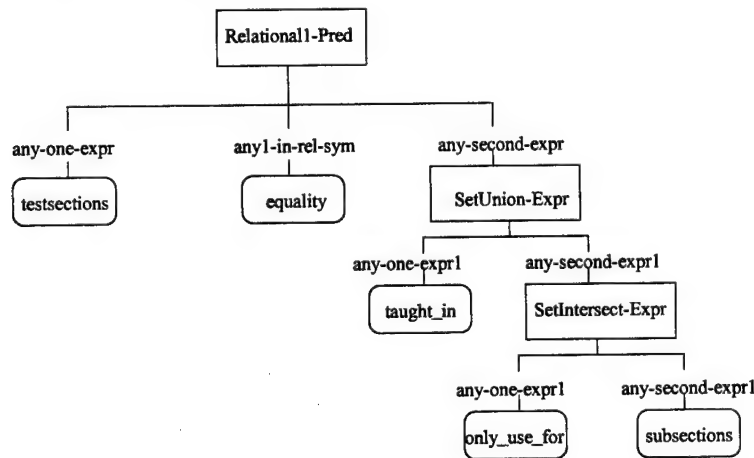 Relational1-Pred
any-one-expr
any1-in-rel-sym
any-second-expr
testsections
equality
SetUnion-Expr
any-one-expr1
any-second-expr1
taught_in
SetIntersect-Expr
any-one-expr1
any-second-expr1
only_use_for
subsections